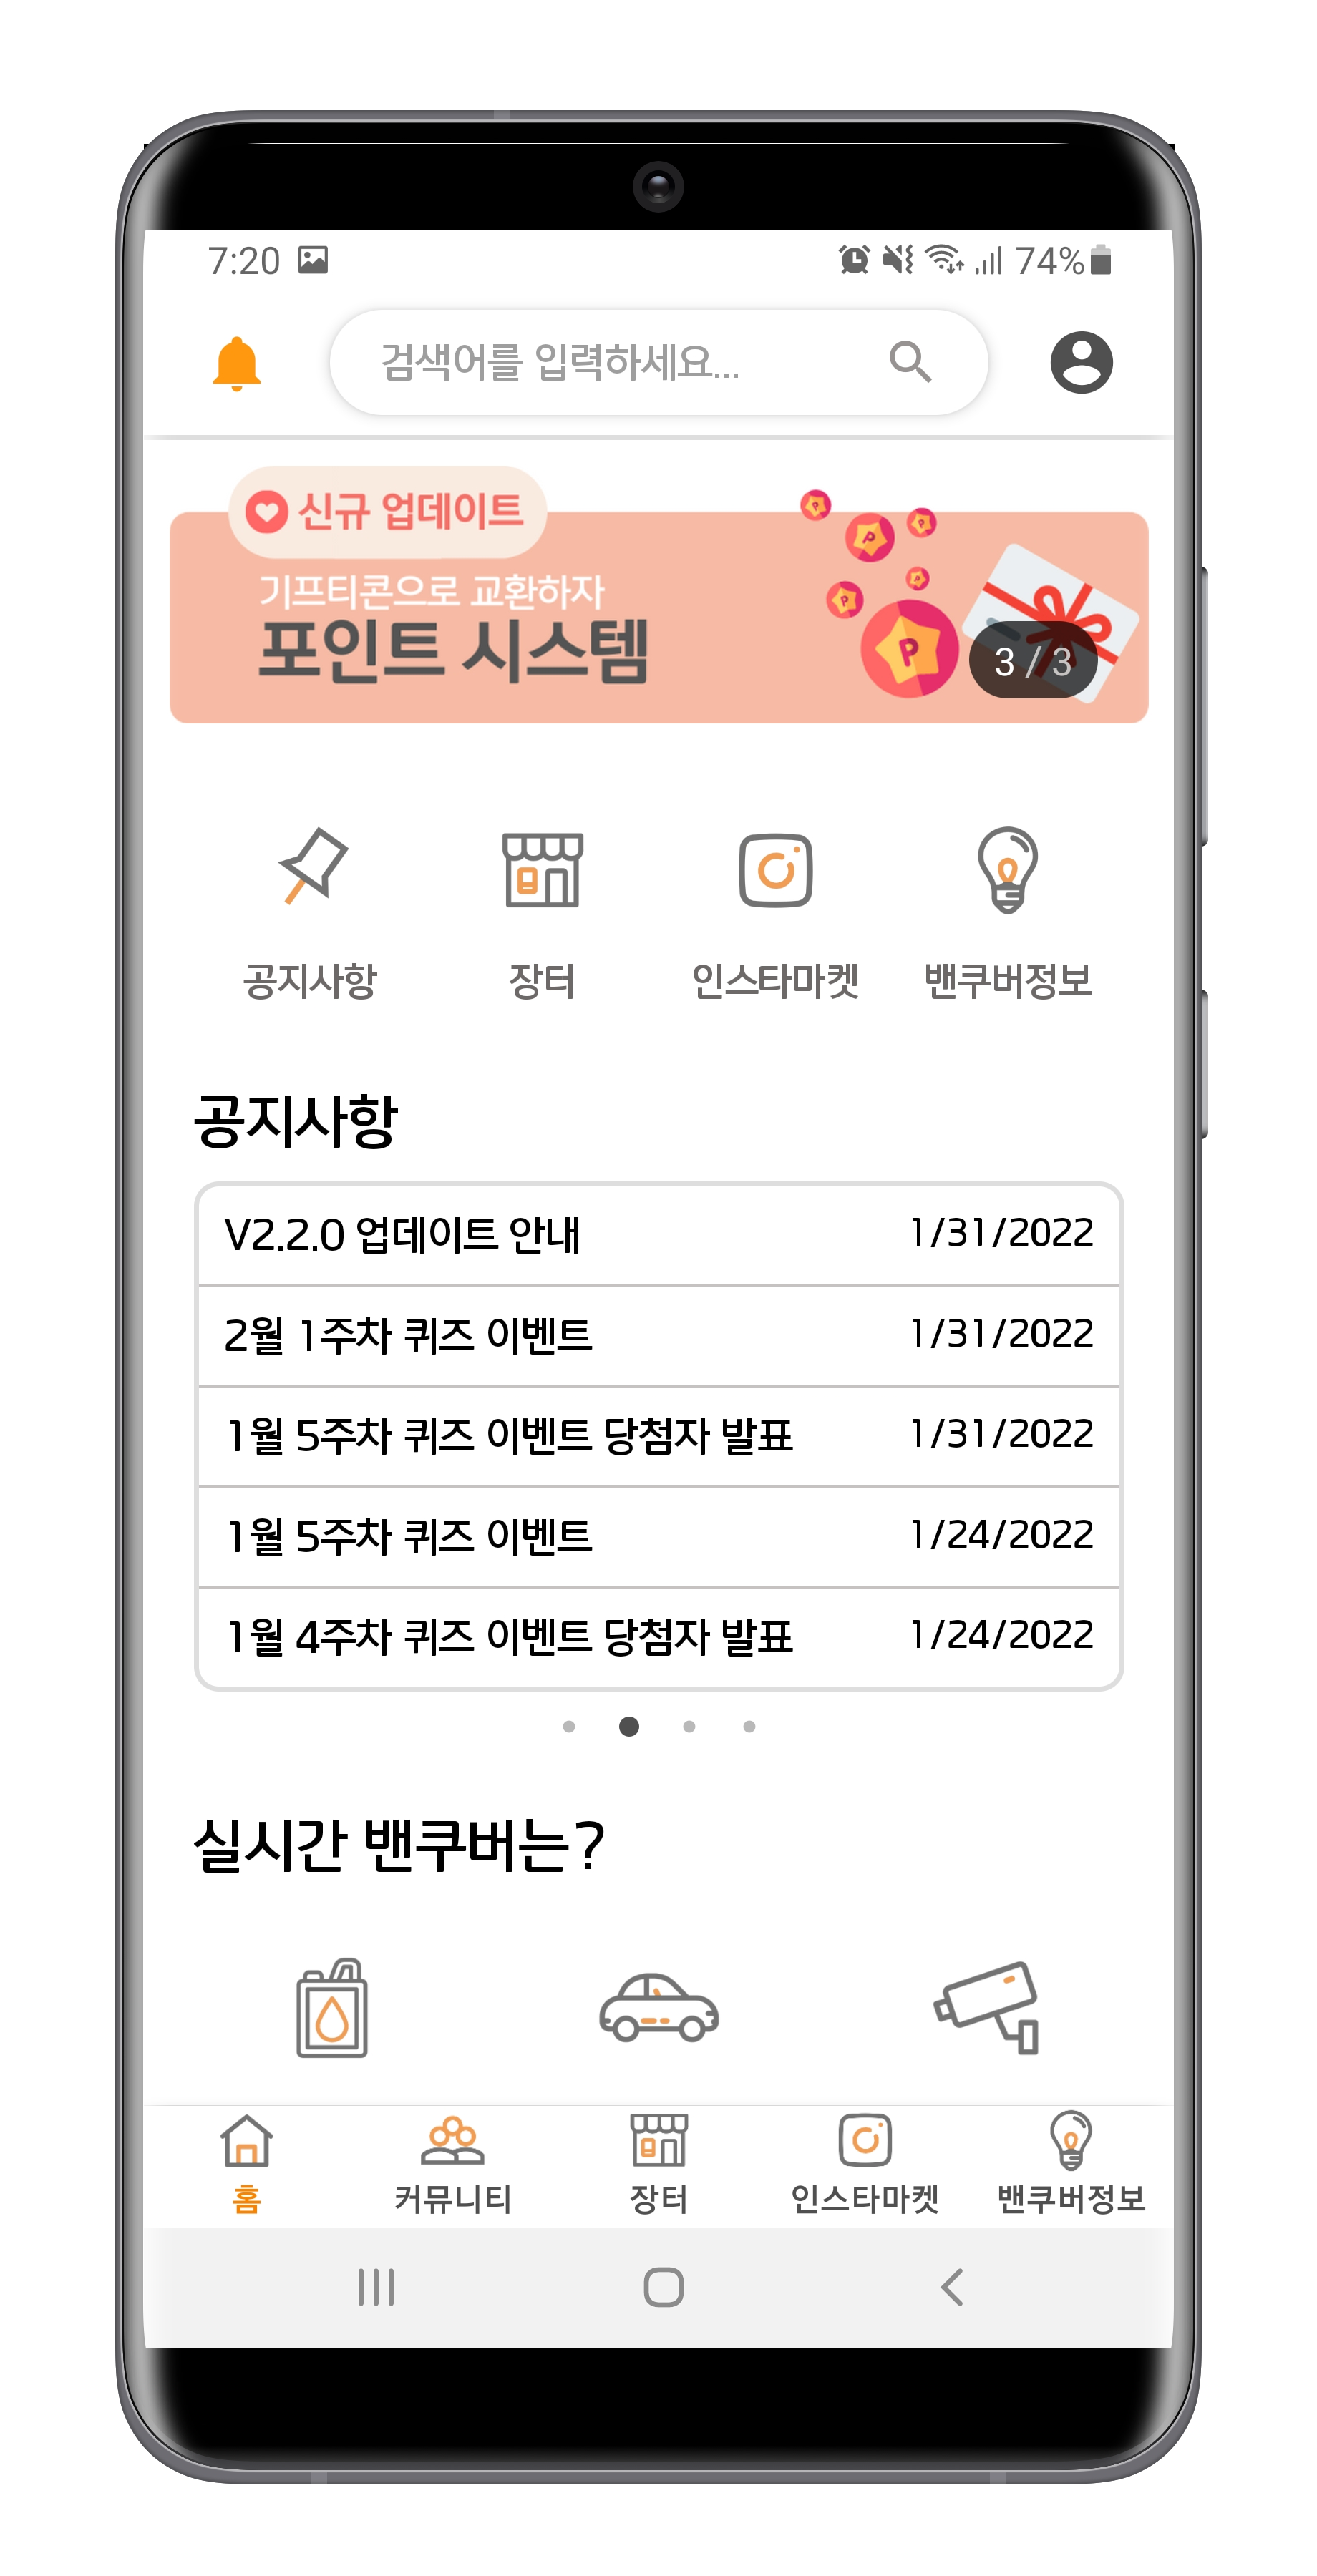 7:20 74%
검색어를 입력하세요...
신규 업데이트
기프티콘으로 교환하자
포인트 시스템
P P P P P P
3 / 3
공지사항 장터 인스타마켓 밴쿠버정보
공지사항
V2.2.0 업데이트 안내 1/31/2022
2월 1주차 퀴즈 이벤트 1/31/2022
1월 5주차 퀴즈 이벤트 당첨자 발표 1/31/2022
1월 5주차 퀴즈 이벤트 1/24/2022
1월 4주차 퀴즈 이벤트 당첨자 발표 1/24/2022
실시간 밴쿠버는?
홈 커뮤니티 장터 인스타마켓 밴쿠버정보